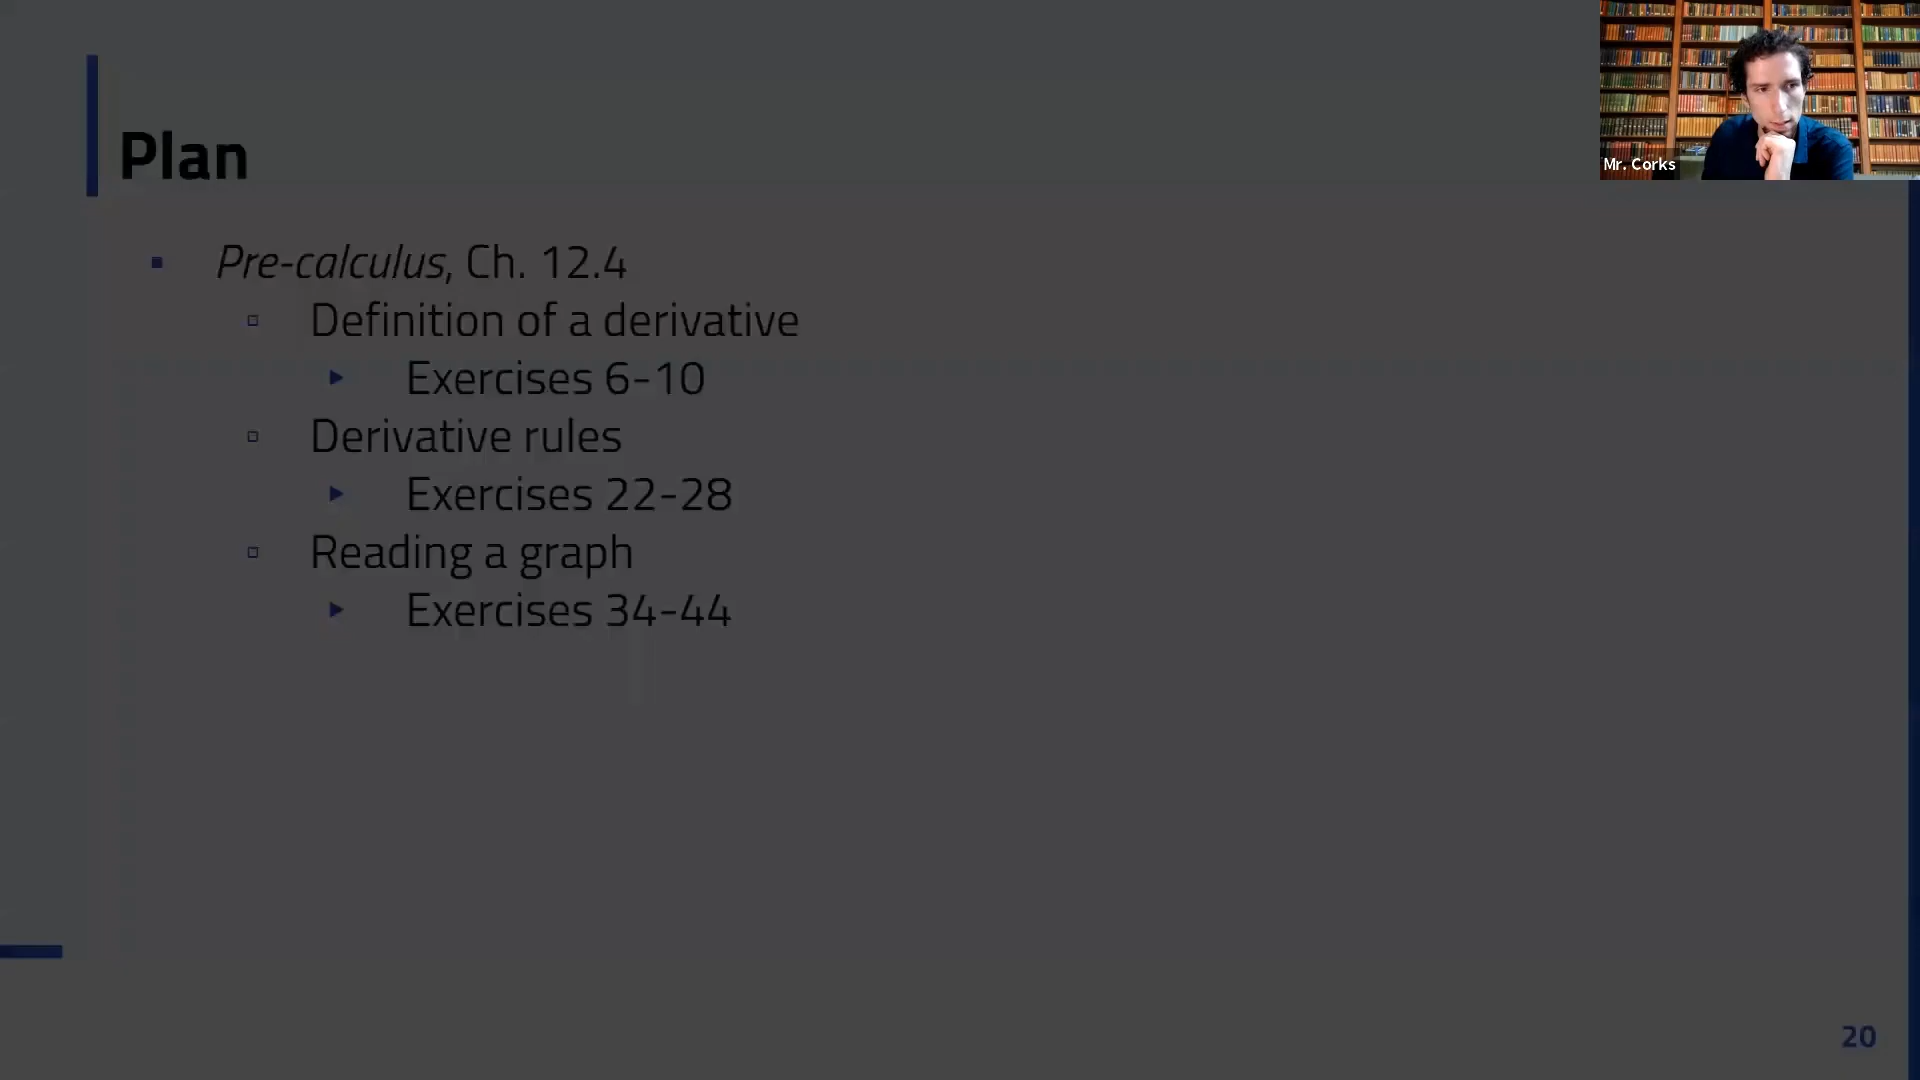 Mr. Corks
Plan
Pre-calculus, Ch. 12.4
Definition of a derivative
Exercises 6-10
Derivative rules
Exercises 22-28
Reading a graph
Exercises 34-44
20